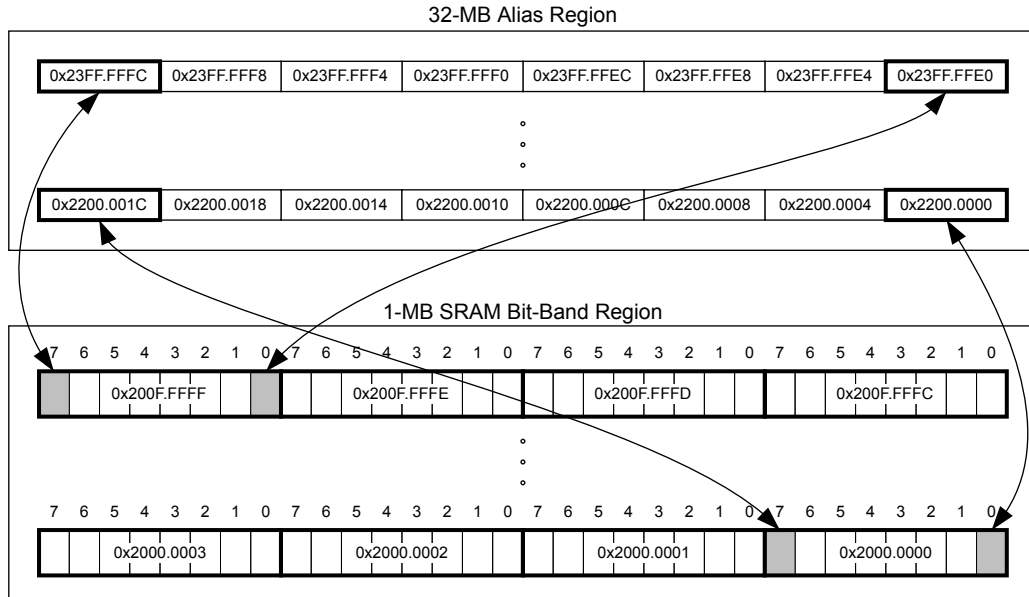 32-MB Alias Region
0x23FF.FFFC 0x23FF.FFF8 0x23FF.FFF4 0x23FF.FFF0 0x23FF.FFEC 0x23FF.FFE8 0x23FF.FFE4 0x23FF.FFE0
0x2200.001C 0x2200.0018 0x2200.0014 0x2200.0010 0x2200.000C 0x2200.0008 0x2200.0004 0x2200.0000
1-MB SRAM Bit-Band Region
7 6 5 4 3 2 1 0 7 6 5 4 3 2 1 0 7 6 5 4 3 2 1 0 7 6 5 4 3 2 1 0
0x200F.FFFF 0x200F.FFFE 0x200F.FFFD 0x200F.FFFC
7 6 5 4 3 2 1 0 7 6 5 4 3 2 1 0 7 6 5 4 3 2 1 0 7 6 5 4 3 2 1 0
0x2000.0003 0x2000.0002 0x2000.0001 0x2000.0000